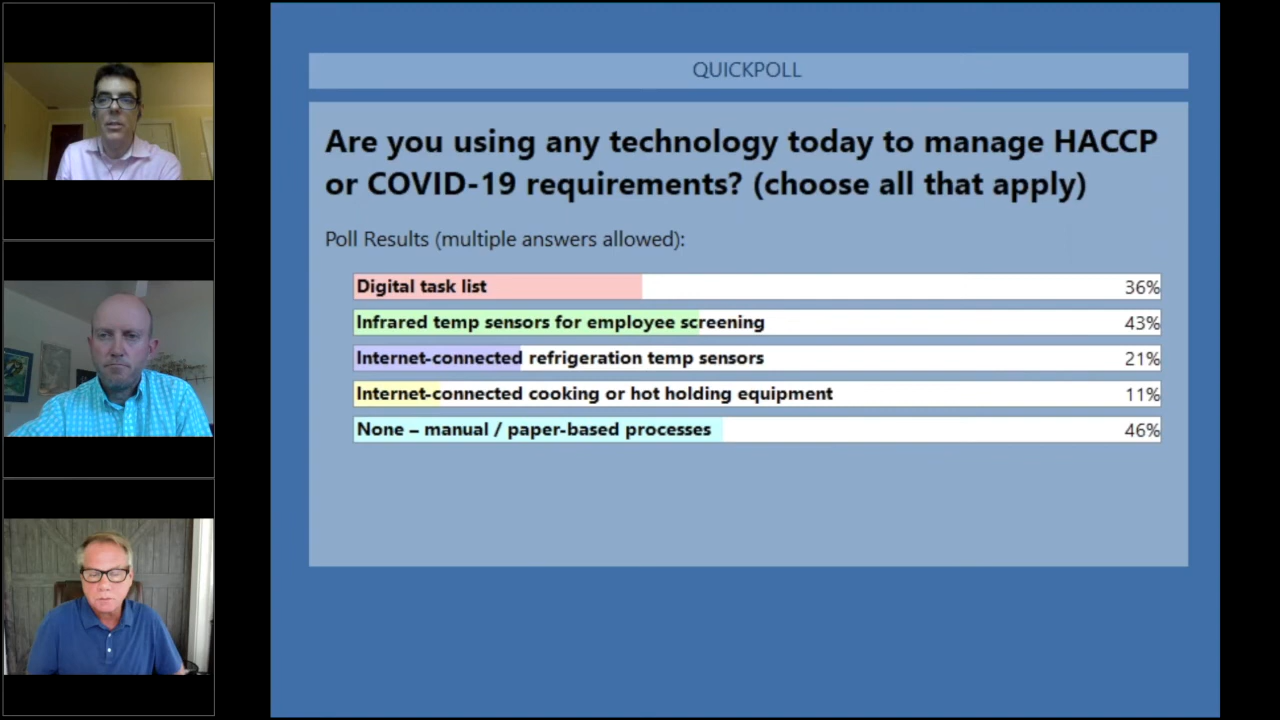 QUICKPOLL
Are you using any technology today to manage HACCP
or COVID-19 requirements? (choose all that apply)
Poll Results (multiple answers allowed):
Digital task list 36%
Infrared temp sensors for employee screening 43%
Internet-connected refrigeration temp sensors 21%
Internet-connected cooking or hot holding equipment 11%
None – manual / paper-based processes 46%